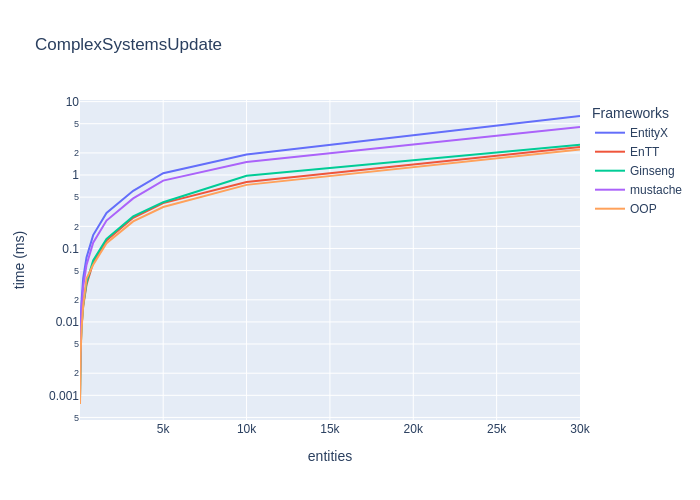 ComplexSystemsUpdate
10
5
2
1
5
2
0.1
5
2
0.01
5
2
0.001
5
time (ms)
5k
10k
15k
20k
25k
30k
entities
Frameworks
EntityX
EnTT
Ginseng
mustache
OOP